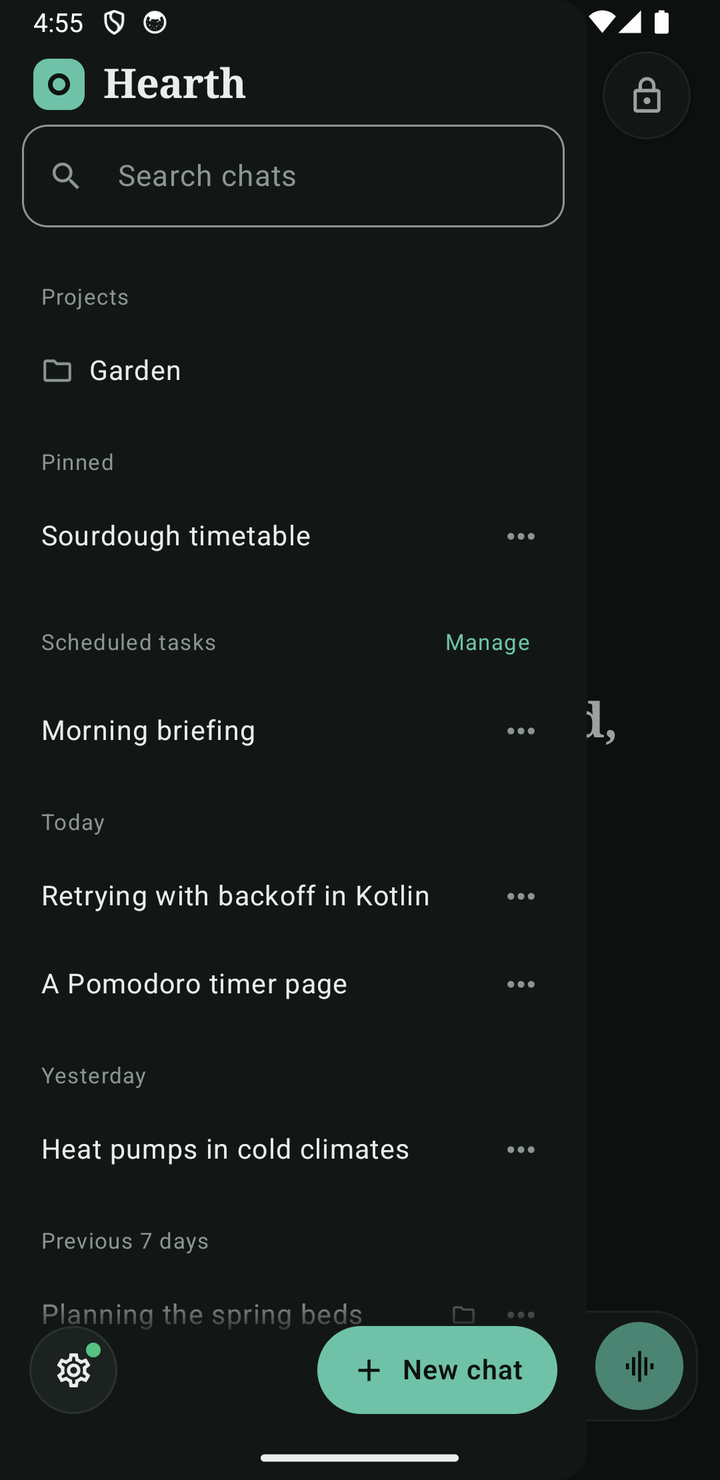 4:55
Hearth
Search chats
Projects
Garden
Pinned
Sourdough timetable
Scheduled tasks
Manage
d,
Morning briefing
Today
Retrying with backoff in Kotlin
A Pomodoro timer page
Yesterday
Heat pumps in cold climates
Previous 7 days
Planning the spring beds
New chat